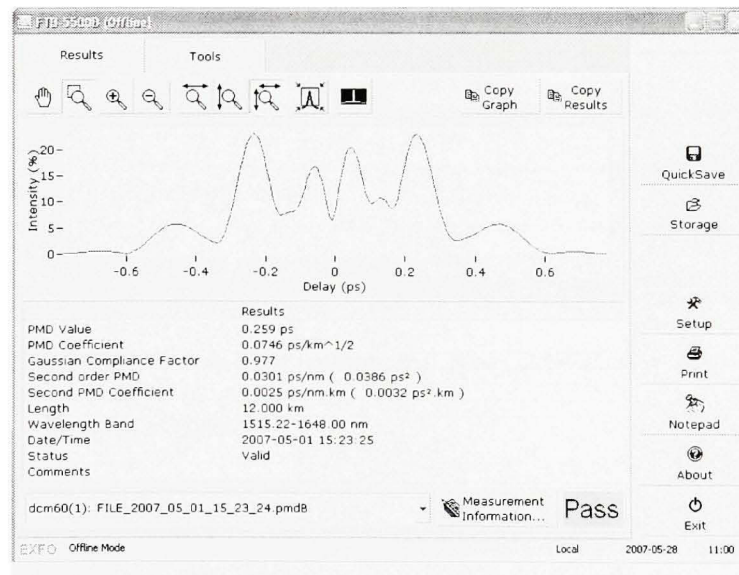 FTB-5500B (Offline)
Results Tools
Copy Graph
Copy Results
Intensity (%)
20
15
10
5
0
-0.6 -0.4 -0.2 0 0.2 0.4 0.6
Delay (ps)
Results
PMD Value 0.259 ps
PMD Coefficient 0.0746 ps/km^1/2
Gaussian Compliance Factor 0.977
Second order PMD 0.0301 ps/nm ( 0.0386 ps² )
Second PMD Coefficient 0.0025 ps/nm.km ( 0.0032 ps².km )
Length 12.000 km
Wavelength Band 1515.22-1648.00 nm
Date/Time 2007-05-01 15:23:25
Status Valid
Comments
dcm60(1): FILE_2007_05_01_15_23_24.pmdB
Measurement Information...
Pass
QuickSave
Storage
Setup
Print
Notepad
About
Exit
EXFO Offline Mode Local 2007-05-28 11:00